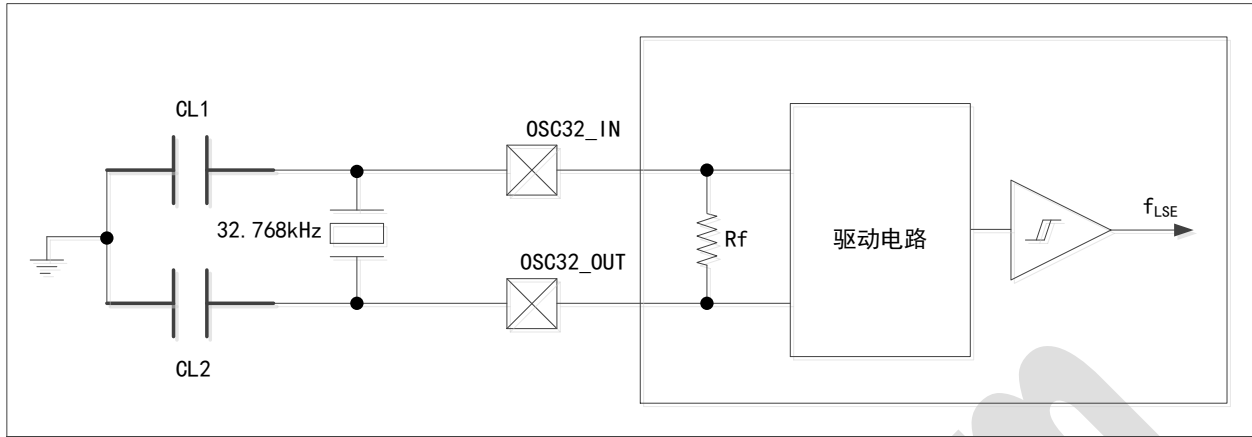 CL1
OSC32_IN
32.768kHz
Rf
驱动电路
fLSE
OSC32_OUT
CL2